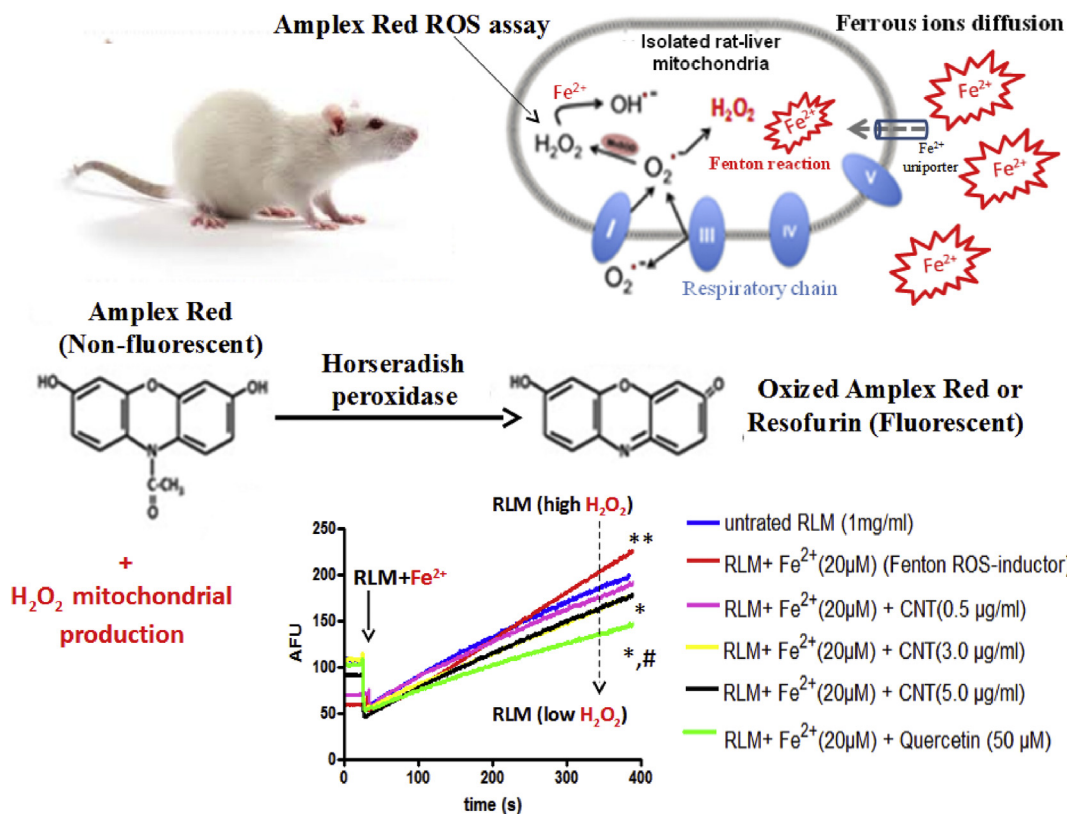 Amplex Red ROS assay
Ferrous ions diffusion
Isolated rat-liver
mitochondria
Fe²⁺
OH•-
H₂O₂
O₂•-
H₂O₂
Fe²⁺
Fenton reaction
Fe²⁺
uniporter
Fe²⁺
Fe²⁺
Fe²⁺
I
III
IV
V
O₂•-
Respiratory chain
Amplex Red
(Non-fluorescent)
Horseradish
peroxidase
Oxized Amplex Red or
Resofurin (Fluorescent)
HO
O
OH
N
C-CH₃
O
HO
O
O
N
+
H₂O₂ mitochondrial
production
RLM (high H₂O₂)
RLM+Fe²⁺
**
*
*,#
RLM (low H₂O₂)
AFU
250
200
150
100
50
0
0 100 200 300 400
time (s)
untrated RLM (1mg/ml)
RLM+ Fe²⁺(20µM) (Fenton ROS-inductor)
RLM+ Fe²⁺(20µM) + CNT(0.5 µg/ml)
RLM+ Fe²⁺(20µM) + CNT(3.0 µg/ml)
RLM+ Fe²⁺(20µM) + CNT(5.0 µg/ml)
RLM+ Fe²⁺(20µM) + Quercetin (50 µM)